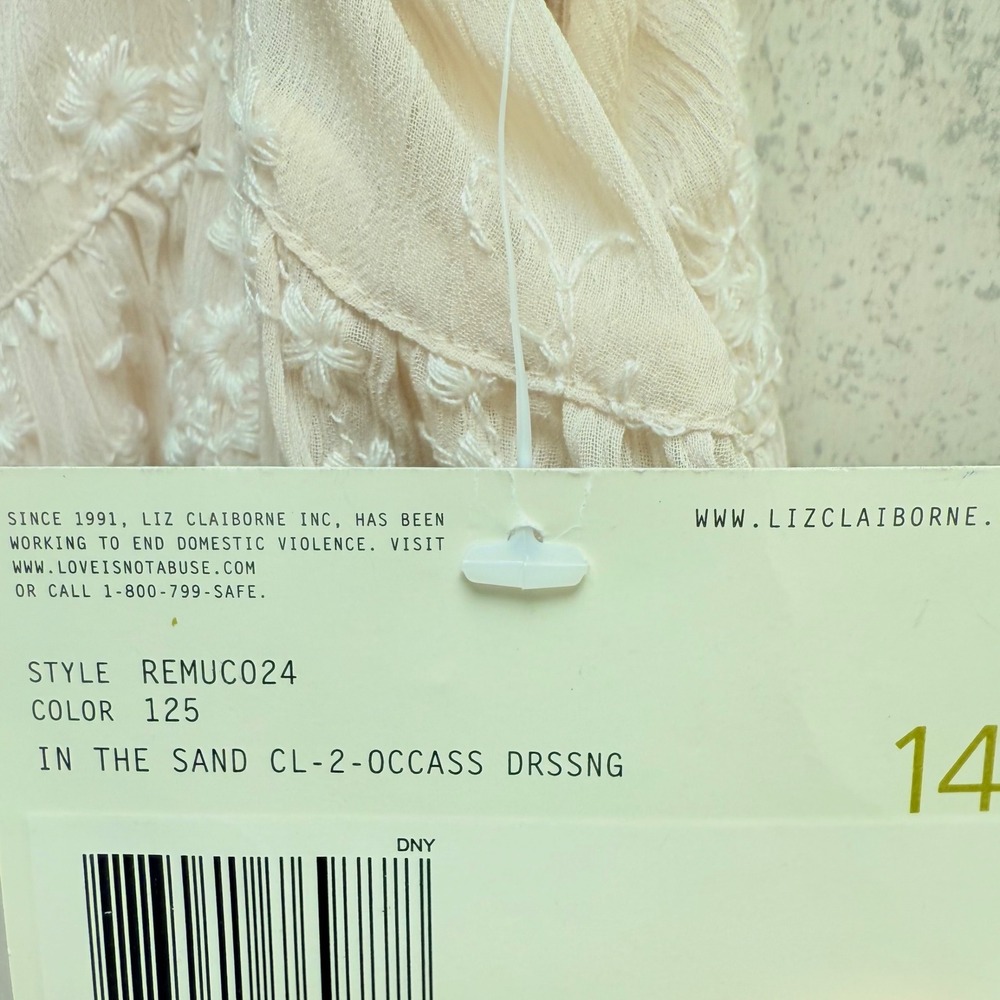 SINCE 1991, LIZ CLAIBORNE INC, HAS BEEN
WORKING TO END DOMESTIC VIOLENCE. VISIT
WWW.LOVEISNOTABUSE.COM
OR CALL 1-800-799-SAFE.
WWW.LIZCLAIBORNE.
STYLE REMUCO24
COLOR 125
IN THE SAND CL-2-OCCASS DRSSNG
14
DNY